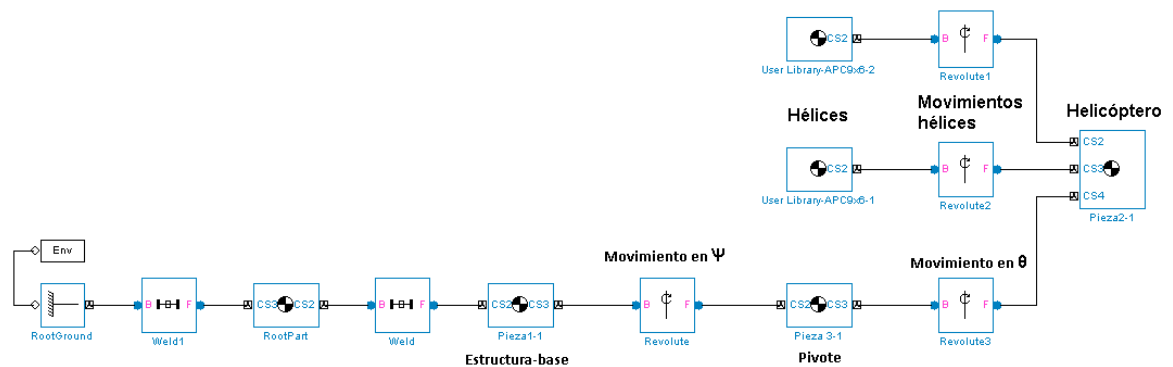 CS2
B
F
User Library-APC9x6-2
Revolute1
Hélices
Movimientos
hélices
Helicóptero
CS2
B
F
CS2
CS3
CS4
User Library-APC9x6-1
Revolute2
Pieza2-1
Env
Movimiento en Ψ
Movimiento en θ
B
F
CS3
CS2
B
F
CS2
CS3
B
F
CS2
CS3
B
F
RootGround
Weld1
RootPart
Weld
Pieza1-1
Revolute
Pieza 3-1
Revolute3
Estructura-base
Pivote